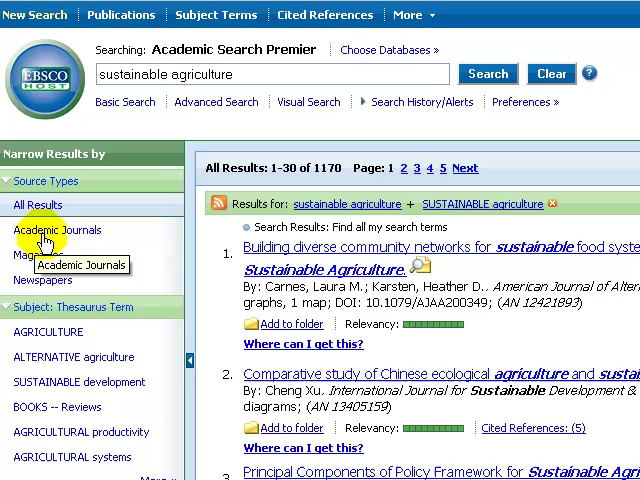 New Search Publications Subject Terms Cited References More
Searching: Academic Search Premier Choose Databases »
EBSCO HOST
sustainable agriculture Search Clear ?
Basic Search Advanced Search Visual Search Search History/Alerts Preferences »
Narrow Results by
Source Types
All Results
Academic Journals
Academic Journals
Newspapers
Subject: Thesaurus Term
AGRICULTURE
ALTERNATIVE agriculture
SUSTAINABLE development
BOOKS -- Reviews
AGRICULTURAL productivity
AGRICULTURAL systems
All Results: 1-30 of 1170 Page: 1 2 3 4 5 Next
Results for: sustainable agriculture + SUSTAINABLE agriculture
Search Results: Find all my search terms
1. Building diverse community networks for sustainable food syste
Sustainable Agriculture.
By: Carnes, Laura M.; Karsten, Heather D.. American Journal of Alter
graphs, 1 map; DOI: 10.1079/AJAA200349; (AN 12421893)
Add to folder Relevancy:
Where can I get this?
2. Comparative study of Chinese ecological agriculture and sustai
By: Cheng Xu. International Journal for Sustainable Development &
diagrams; (AN 13405159)
Add to folder Relevancy: Cited References: (5)
Where can I get this?
Principal Components of Policy Framework for Sustainable Agri